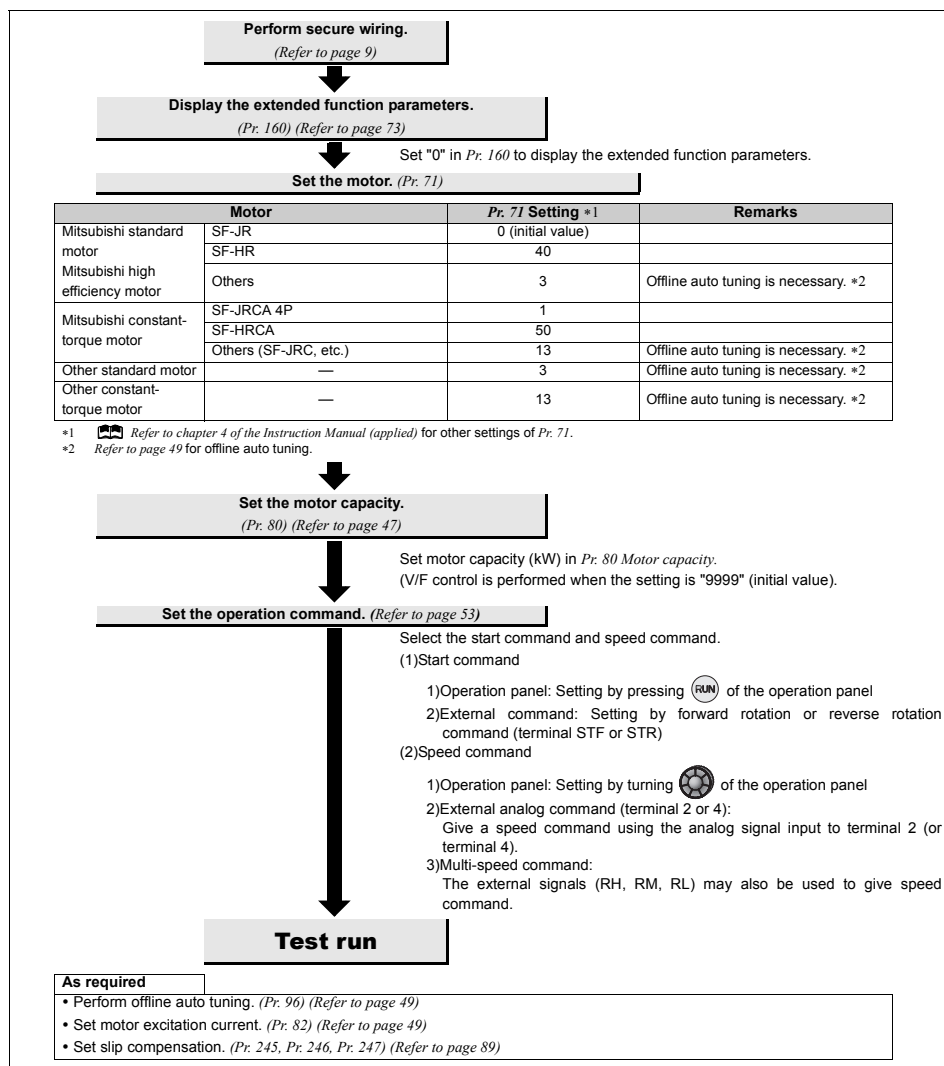 Perform secure wiring.
(Refer to page 9)
Display the extended function parameters.
(Pr. 160) (Refer to page 73)
Set "0" in Pr. 160 to display the extended function parameters.
Set the motor. (Pr. 71)
Motor Pr. 71 Setting *1 Remarks
Mitsubishi standard motor
Mitsubishi high efficiency motor
SF-JR 0 (initial value)
SF-HR 40
Others 3 Offline auto tuning is necessary. *2
Mitsubishi constant-torque motor
SF-JRCA 4P 1
SF-HRCA 50
Others (SF-JRC, etc.) 13 Offline auto tuning is necessary. *2
Other standard motor — 3 Offline auto tuning is necessary. *2
Other constant-torque motor — 13 Offline auto tuning is necessary. *2
*1 Refer to chapter 4 of the Instruction Manual (applied) for other settings of Pr. 71.
*2 Refer to page 49 for offline auto tuning.
Set the motor capacity.
(Pr. 80) (Refer to page 47)
Set motor capacity (kW) in Pr. 80 Motor capacity.
(V/F control is performed when the setting is "9999" (initial value).
Set the operation command. (Refer to page 53)
Select the start command and speed command.
(1)Start command
1)Operation panel: Setting by pressing RUN of the operation panel
2)External command: Setting by forward rotation or reverse rotation
command (terminal STF or STR)
(2)Speed command
1)Operation panel: Setting by turning of the operation panel
2)External analog command (terminal 2 or 4):
Give a speed command using the analog signal input to terminal 2 (or
terminal 4).
3)Multi-speed command:
The external signals (RH, RM, RL) may also be used to give speed
command.
Test run
As required
• Perform offline auto tuning. (Pr. 96) (Refer to page 49)
• Set motor excitation current. (Pr. 82) (Refer to page 49)
• Set slip compensation. (Pr. 245, Pr. 246, Pr. 247) (Refer to page 89)